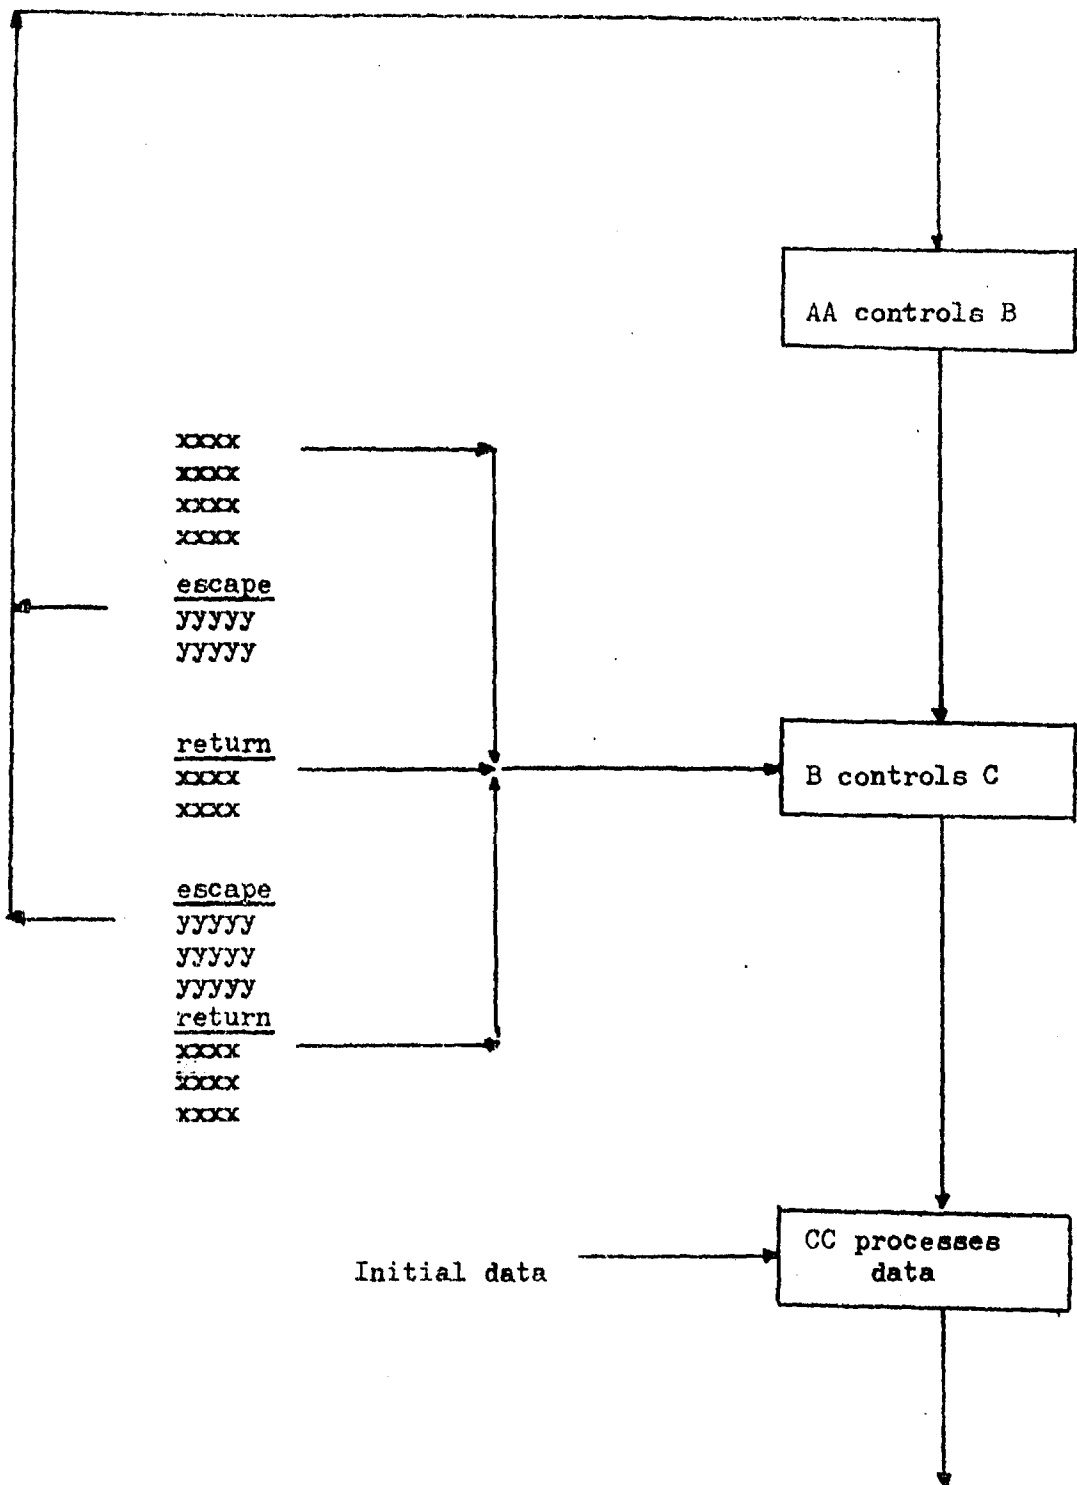 AA controls B
xxxx
xxxx
xxxx
xxxx
escape
yyyyy
yyyyy
return
xxxx
xxxx
B controls C
escape
yyyyy
yyyyy
yyyyy
return
xxxx
xxxx
xxxx
CC processes
data
Initial data